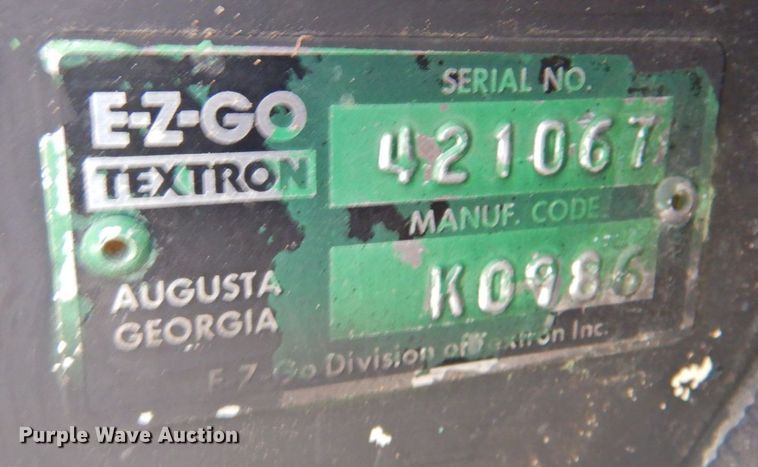 E-Z-GO
TEXTRON
SERIAL NO.
421067
MANUF. CODE
K0986
AUGUSTA
GEORGIA
E-Z-Go Division of Textron Inc.
Purple Wave Auction